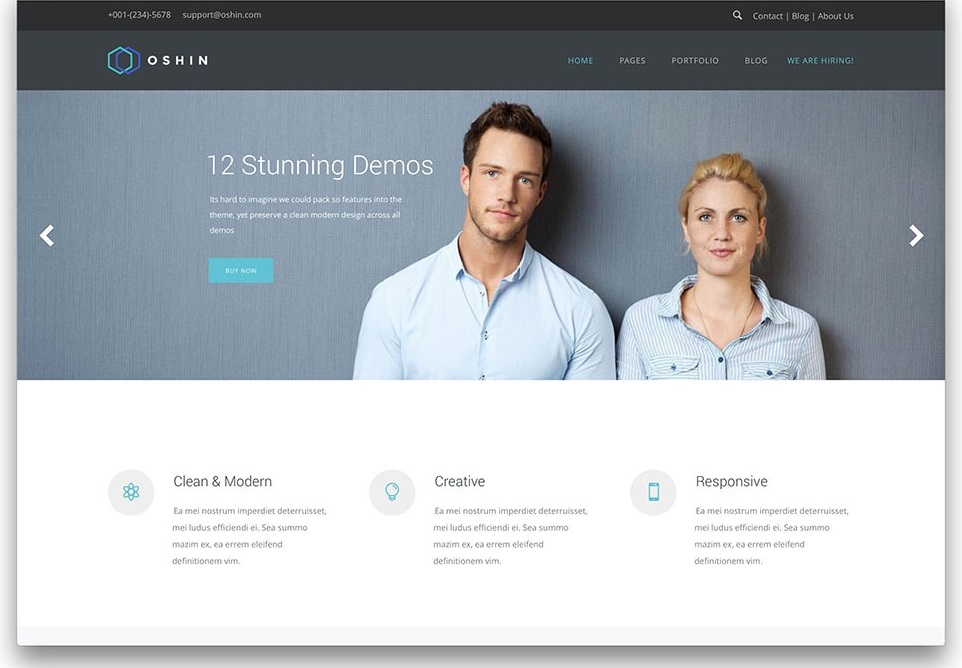 +001-(234)-5678 support@oshin.com
Contact | Blog | About Us
OSHIN
HOME PAGES PORTFOLIO BLOG WE ARE HIRING!
12 Stunning Demos
Its hard to imagine we could pack so features into the
theme, yet preserve a clean modern design across all
demos
BUY NOW
Clean & Modern
Ea mei nostrum imperdiet deterruisset,
mei ludus efficiendi ei. Sea summo
mazim ex, ea errem eleifend
definitionem vim.
Creative
Ea mei nostrum imperdiet deterruisset,
mei ludus efficiendi ei. Sea summo
mazim ex, ea errem eleifend
definitionem vim.
Responsive
Ea mei nostrum imperdiet deterruisset,
mei ludus efficiendi ei. Sea summo
mazim ex, ea errem eleifend
definitionem vim.